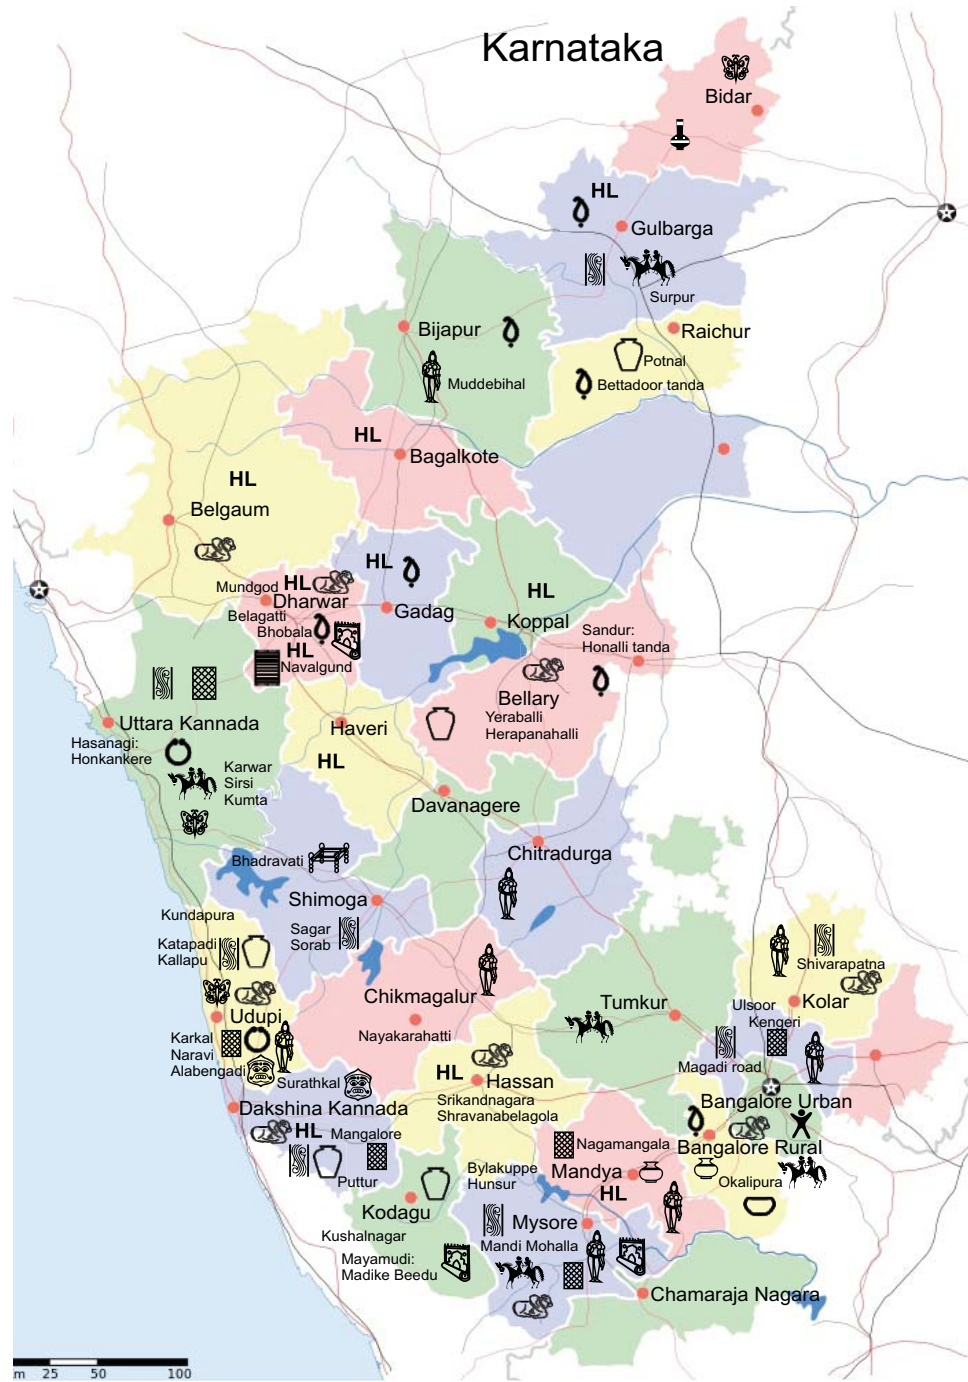 Karnataka
Bidar
HL
Gulbarga
Surpur
Raichur
Bijapur
Potnal
Bettadoor tanda
Muddebihal
HL
Bagalkote
HL
Belgaum
HL
Mundgod HL
Dharwar
Gadag
HL
Koppal
Belagatti
Bhobala
Sandur:
Honalli tanda
HL
Navalgund
Bellary
Yeraballi
Herapanahalli
Uttara Kannada
Haveri
Hasanagi:
Honkankere
HL
Karwar
Sirsi
Kumta
Davanagere
Bhadravati
Chitradurga
Shimoga
Kundapura
Sagar
Sorab
Katapadi
Kallapu
Shivarapatna
Chikmagalur
Tumkur
Kolar
Udupi
Ulsoor
Kengeri
Nayakarahatti
Karkal
Naravi
Alabengadi
Magadi road
Surathkal
HL
Hassan
Srikandnagara
Shravanabelagola
Dakshina Kannada
Bangalore Urban
HL
Mangalore
Nagamangala
Bangalore Rural
Puttur
Bylakuppe
Hunsur
Mandya
Okalipura
HL
Kodagu
Mysore
Kushalnagar
Mandi Mohalla
Mayamudi:
Madike Beedu
Chamaraja Nagara
m 25 50 100